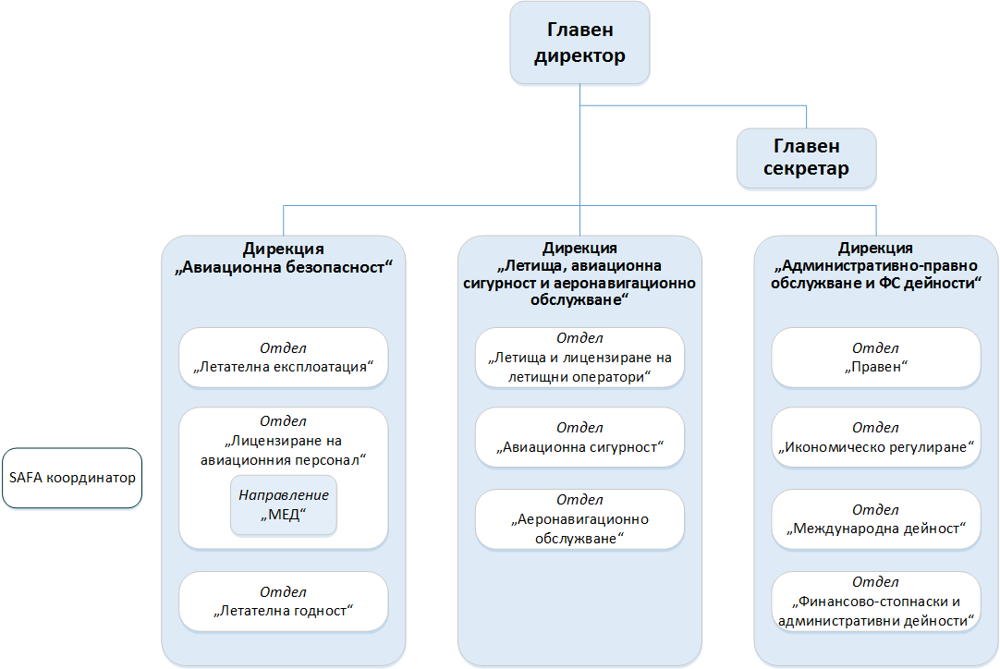 Главен
директор
Главен
секретар
Дирекция
„Авиационна безопасност“
Отдел
„Летателна експлоатация“
Отдел
„Лицензиране на
авиационния персонал“
Направление
„МЕД“
Отдел
„Летателна годност“
SAFA координатор
Дирекция
„Летища, авиационна
сигурност и аеронавигационно
обслужване“
Отдел
„Летища и лицензиране на
летищни оператори“
Отдел
„Авиационна сигурност“
Отдел
„Аеронавигационно
обслужване“
Дирекция
„Административно-правно
обслужване и ФС дейности“
Отдел
„Правен“
Отдел
„Икономическо регулиране“
Отдел
„Международна дейност“
Отдел
„Финансово-стопнаски и
административни дейности“